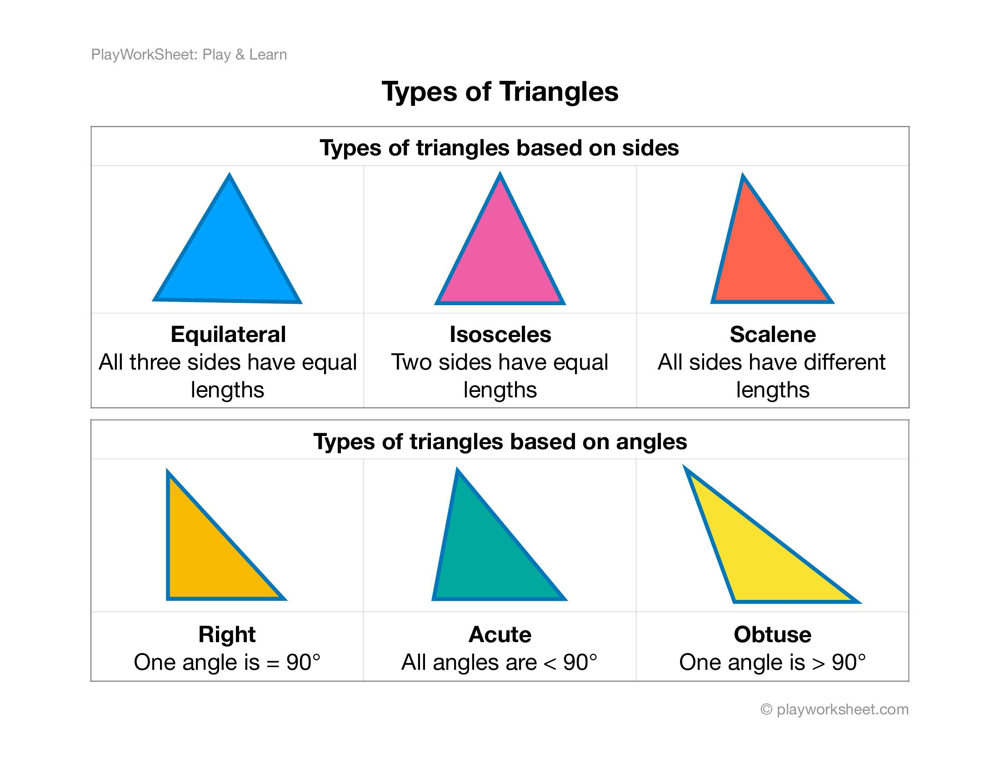 PlayWorkSheet: Play & Learn
Types of Triangles
Types of triangles based on sides
Equilateral
All three sides have equal
lengths
Isosceles
Two sides have equal
lengths
Scalene
All sides have different
lengths
Types of triangles based on angles
Right
One angle is = 90°
Acute
All angles are < 90°
Obtuse
One angle is > 90°
© playworksheet.com